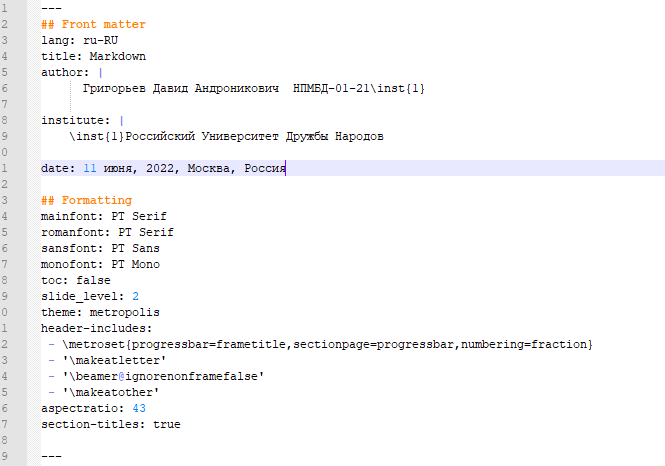 1 ---
2 ## Front matter
3 lang: ru-RU
4 title: Markdown
5 author: |
6 Григорьев Давид Андроникович НПМБД-01-21\inst{1}
7
8 institute: |
9 \inst{1}Российский Университет Дружбы Народов
0
1 date: 11 июня, 2022, Москва, Россия
2
3 ## Formatting
4 mainfont: PT Serif
5 romanfont: PT Serif
6 sansfont: PT Sans
7 monofont: PT Mono
8 toc: false
9 slide_level: 2
0 theme: metropolis
1 header-includes:
2 - \metroset{progressbar=frametitle,sectionpage=progressbar,numbering=fraction}
3 - '\makeatletter'
4 - '\beamer@ignorenonframefalse'
5 - '\makeatother'
6 aspectratio: 43
7 section-titles: true
8
9 ---